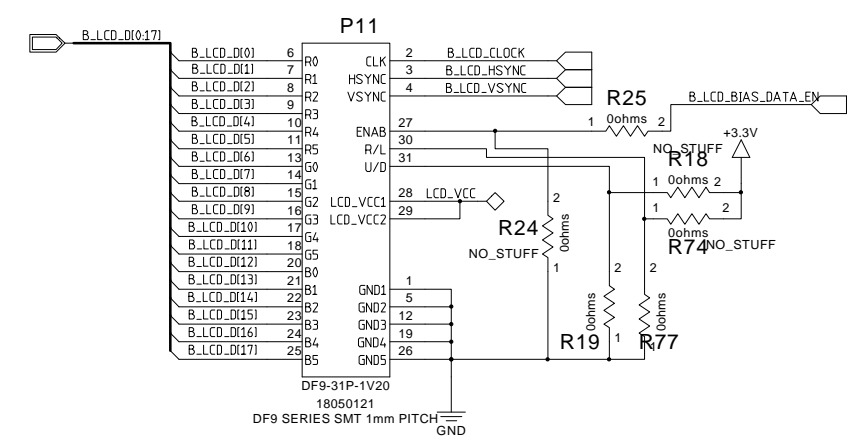 P11
B_LCD_D[0:17]
B_LCD_D[0] 6 R0 CLK 2 B_LCD_CLOCK
B_LCD_D[1] 7 R1 HSYNC 3 B_LCD_HSYNC
B_LCD_D[2] 8 R2 VSYNC 4 B_LCD_VSYNC
B_LCD_D[3] 9 R3
R25
B_LCD_BIAS_DATA_EN
B_LCD_D[4] 10 R4 ENAB 27 1 0ohms 2
+3.3V
B_LCD_D[5] 11 R5 R/L 30 NO_STUFF
B_LCD_D[6] 13 G0 U/D 31 R18
B_LCD_D[7] 14 G1 1 0ohms 2
B_LCD_D[8] 15 G2 LCD_VCC1 28 LCD_VCC 2
B_LCD_D[9] 16 G3 LCD_VCC2 29 1 2
B_LCD_D[10] 17 G4 R24 0ohms 0ohms
R74 NO_STUFF
B_LCD_D[11] 18 G5 NO_STUFF 1
B_LCD_D[12] 20 B0 2 2
B_LCD_D[13] 21 B1 GND1 1
B_LCD_D[14] 22 B2 GND2 5 0ohms 0ohms
B_LCD_D[15] 23 B3 GND3 12
B_LCD_D[16] 24 B4 GND4 19 R19 1 R77 1
B_LCD_D[17] 25 B5 GND5 26
DF9-31P-1V20
18050121
DF9 SERIES SMT 1mm PITCH
GND